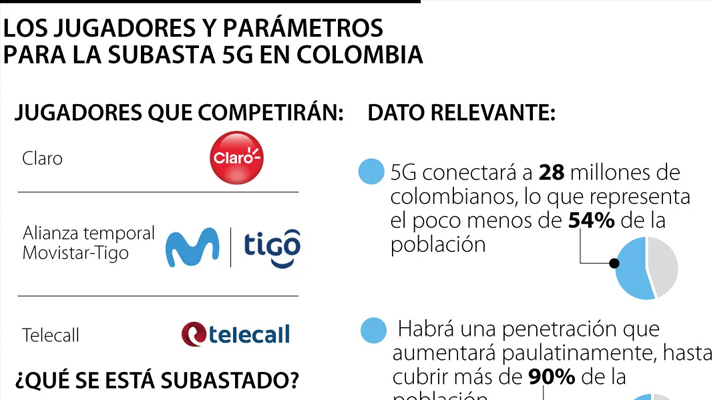 LOS JUGADORES Y PARÁMETROS
PARA LA SUBASTA 5G EN COLOMBIA
JUGADORES QUE COMPETIRÁN:
Claro
Claro
Alianza temporal
Movistar-Tigo
tigo
Telecall
telecall
¿QUÉ SE ESTÁ SUBASTADO?
DATO RELEVANTE:
5G conectará a 28 millones de
colombianos, lo que representa
el poco menos de 54% de la
población
Habrá una penetración que
aumentará paulatinamente, hasta
cubrir más de 90% de la
población